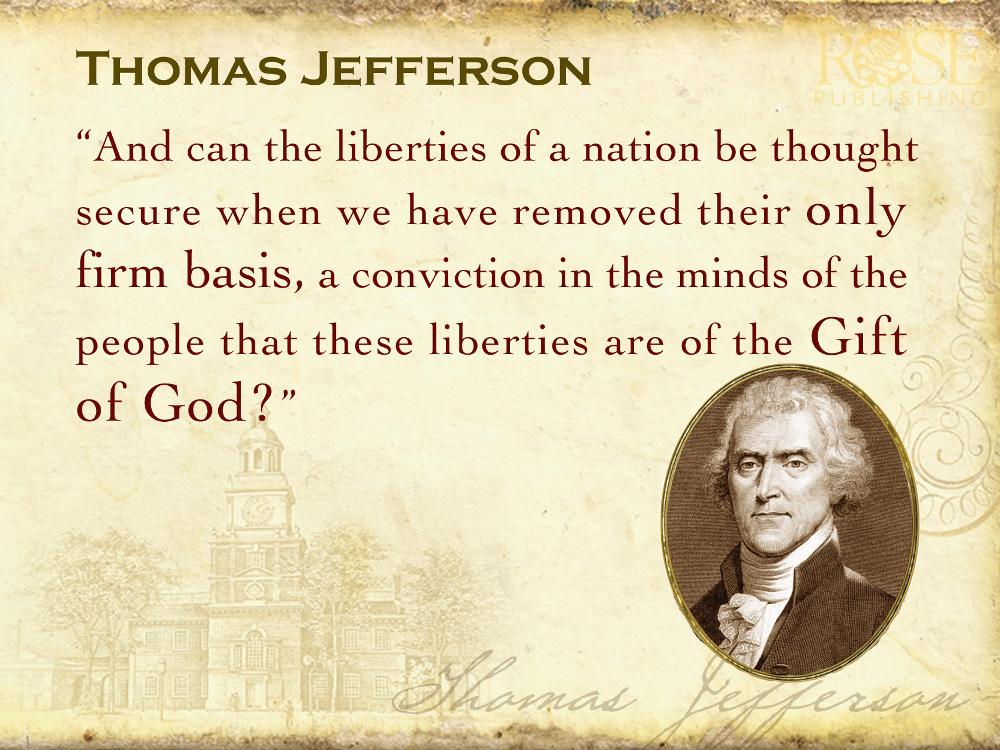 ROSE
PUBLISHING
THOMAS JEFFERSON
“And can the liberties of a nation be thought
secure when we have removed their only
firm basis, a conviction in the minds of the
people that these liberties are of the Gift
of God?”
Thomas Jefferson